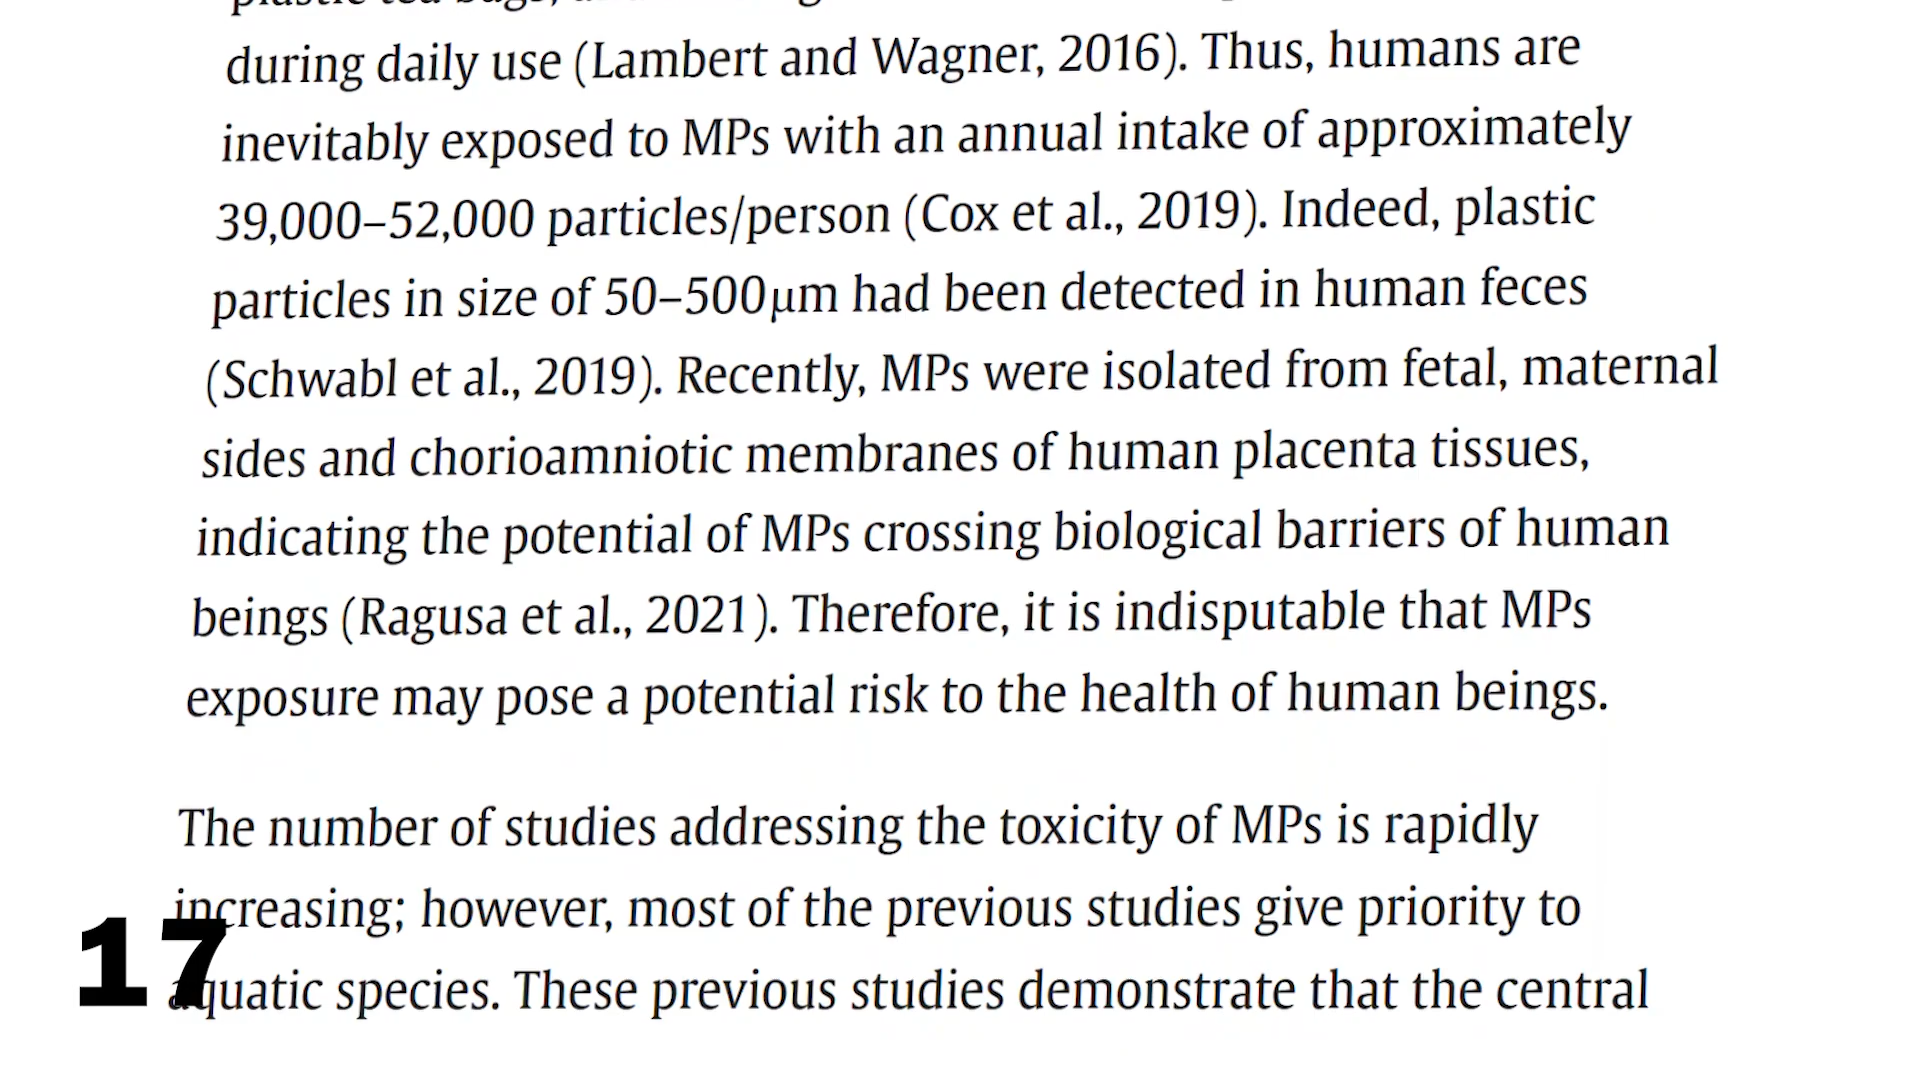 plastic tea bags,
during daily use (Lambert and Wagner, 2016). Thus, humans are
inevitably exposed to MPs with an annual intake of approximately
39,000–52,000 particles/person (Cox et al., 2019). Indeed, plastic
particles in size of 50–500μm had been detected in human feces
(Schwabl et al., 2019). Recently, MPs were isolated from fetal, maternal
sides and chorioamniotic membranes of human placenta tissues,
indicating the potential of MPs crossing biological barriers of human
beings (Ragusa et al., 2021). Therefore, it is indisputable that MPs
exposure may pose a potential risk to the health of human beings.
The number of studies addressing the toxicity of MPs is rapidly
increasing; however, most of the previous studies give priority to
aquatic species. These previous studies demonstrate that the central
17